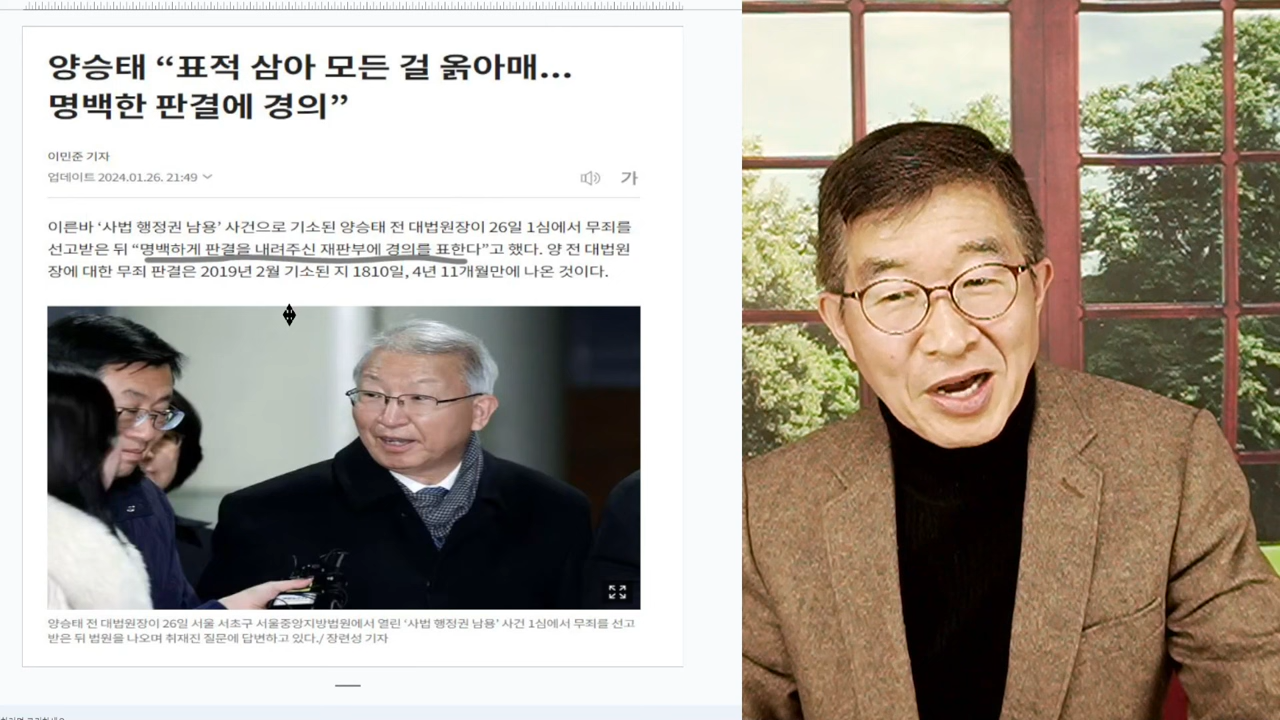 양승태 “표적 삼아 모든 걸 옭아매...
명백한 판결에 경의”
이민준 기자
업데이트 2024.01.26. 21:49
가
이른바 ‘사법 행정권 남용’ 사건으로 기소된 양승태 전 대법원장이 26일 1심에서 무죄를
선고받은 뒤 “명백하게 판결을 내려주신 재판부에 경의를 표한다”고 했다. 양 전 대법원
장에 대한 무죄 판결은 2019년 2월 기소된 지 1810일, 4년 11개월만에 나온 것이다.
양승태 전 대법원장이 26일 서울 서초구 서울중앙지방법원에서 열린 ‘사법 행정권 남용’ 사건 1심에서 무죄를 선고
받은 뒤 법원을 나오며 취재진 질문에 답변하고 있다./ 장련성 기자